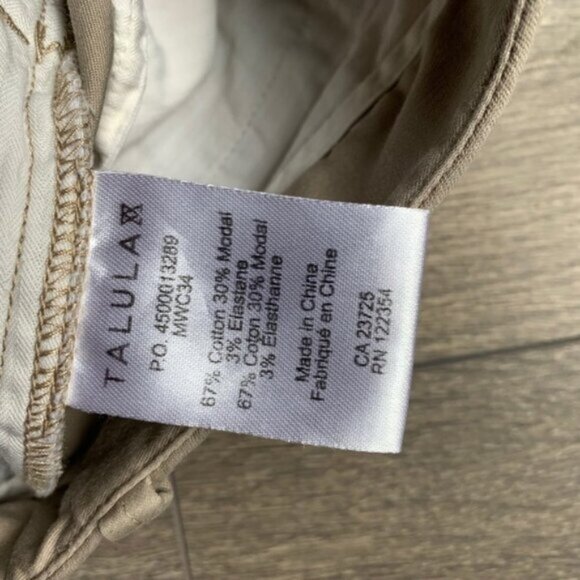 TALULA
P.O. 4500013289
MWC34
67% Cotton 30% Modal
3% Elastane
67% Coton 30% Modal
3% Elasthanne
Made in Chine
Fabriqué en Chine
CA 23725
RN 122354